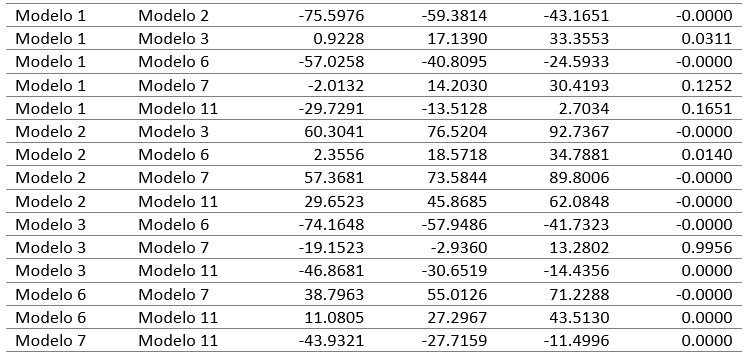 Modelo 1 Modelo 2 -75.5976 -59.3814 -43.1651 -0.0000
Modelo 1 Modelo 3 0.9228 17.1390 33.3553 0.0311
Modelo 1 Modelo 6 -57.0258 -40.8095 -24.5933 -0.0000
Modelo 1 Modelo 7 -2.0132 14.2030 30.4193 0.1252
Modelo 1 Modelo 11 -29.7291 -13.5128 2.7034 0.1651
Modelo 2 Modelo 3 60.3041 76.5204 92.7367 -0.0000
Modelo 2 Modelo 6 2.3556 18.5718 34.7881 0.0140
Modelo 2 Modelo 7 57.3681 73.5844 89.8006 -0.0000
Modelo 2 Modelo 11 29.6523 45.8685 62.0848 -0.0000
Modelo 3 Modelo 6 -74.1648 -57.9486 -41.7323 -0.0000
Modelo 3 Modelo 7 -19.1523 -2.9360 13.2802 0.9956
Modelo 3 Modelo 11 -46.8681 -30.6519 -14.4356 0.0000
Modelo 6 Modelo 7 38.7963 55.0126 71.2288 -0.0000
Modelo 6 Modelo 11 11.0805 27.2967 43.5130 0.0000
Modelo 7 Modelo 11 -43.9321 -27.7159 -11.4996 0.0000